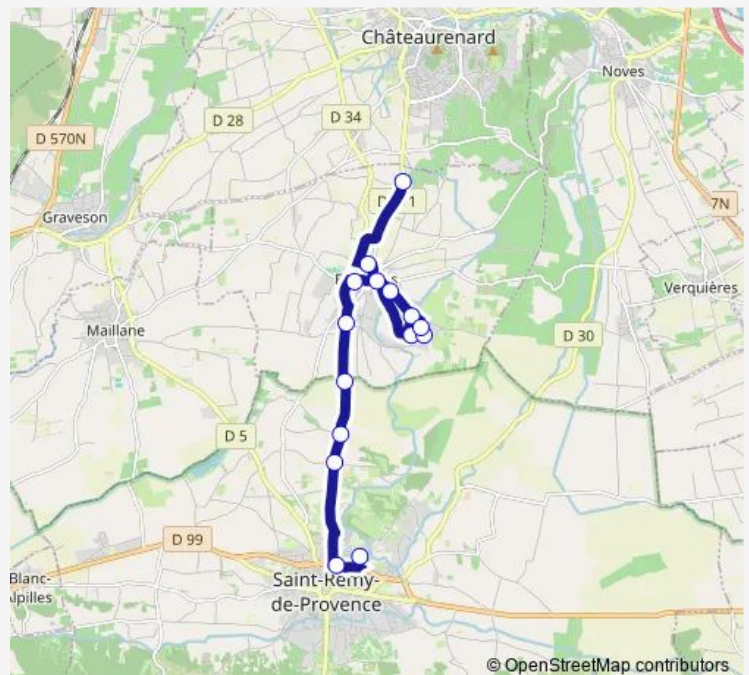 Châteaurenard
Noves
D 28
D 34
D 570N
7N
Graveson
Verquières
Maillane
D 30
D 5
D 99
Blanc-
Alpilles
Saint-Rémy-
de-Provence
© OpenStreetMap contributors